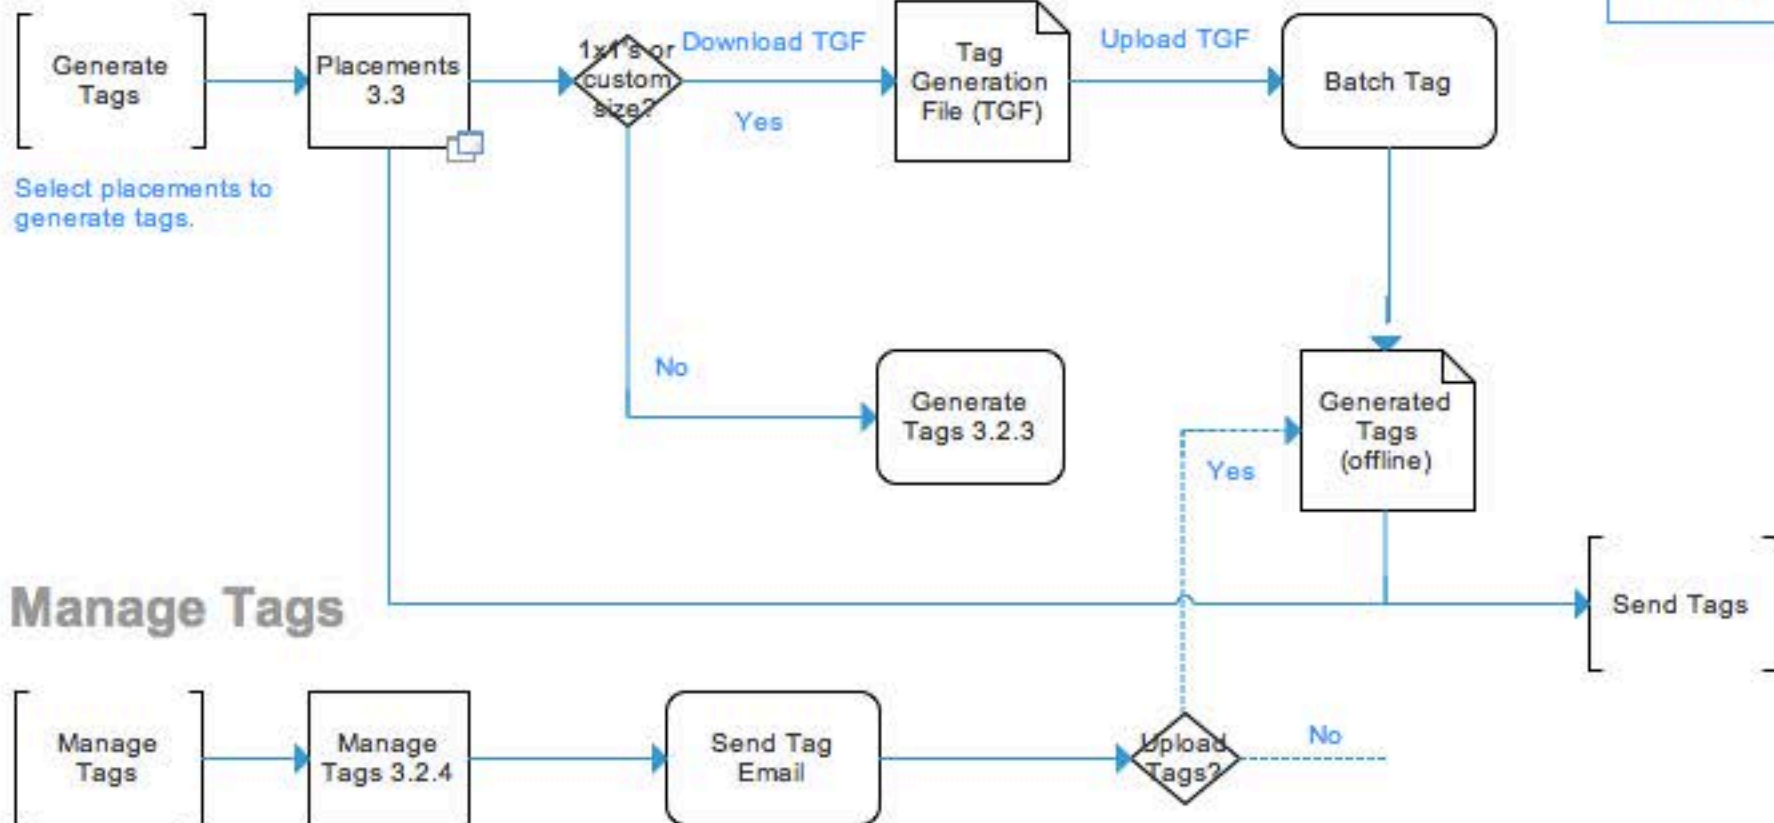 Generate
Tags
Placements
3.3
1x1's or
custom
size?
Download TGF
Yes
Tag
Generation
File (TGF)
Upload TGF
Batch Tag
Select placements to
generate tags.
No
Generate
Tags 3.2.3
Generated
Tags
(offline)
Yes
Manage Tags
Send Tags
Manage
Tags
Manage
Tags 3.2.4
Send Tag
Email
Upload
Tags?
No